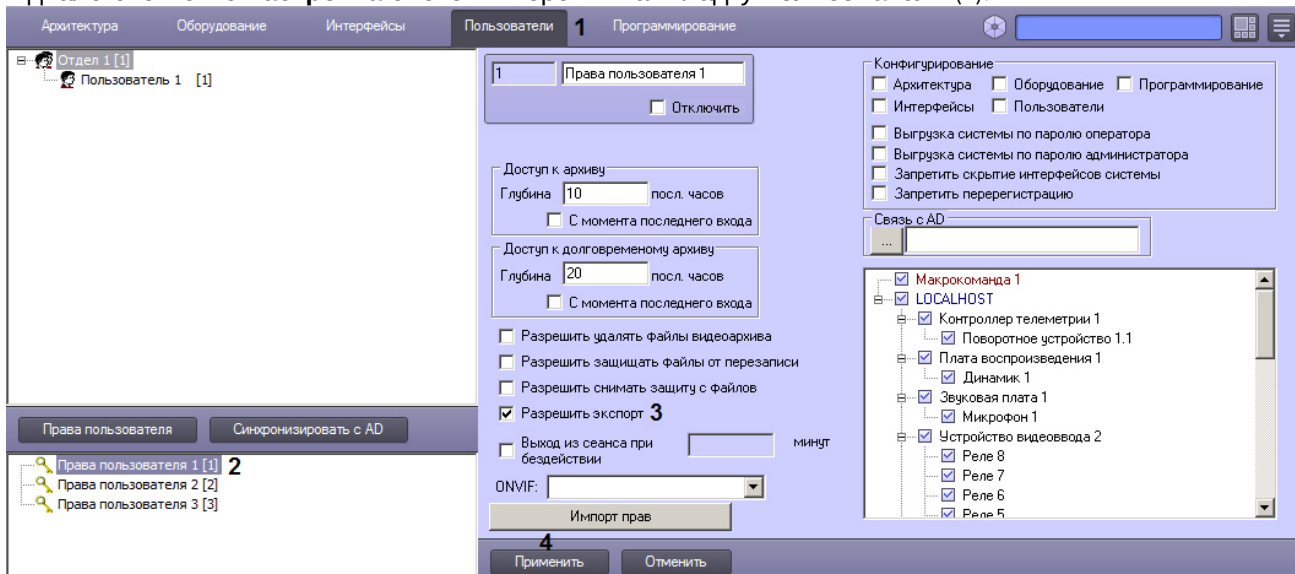 Архитектура Оборудование Интерфейсы Пользователи 1 Программирование
Отдел 1 [1]
Пользователь 1 [1]
Права пользователя Синхронизировать с AD
Права пользователя 1 [1] 2
Права пользователя 2 [2]
Права пользователя 3 [3]
1 Права пользователя 1
Отключить
Доступ к архиву
Глубина 10 посл. часов
С момента последнего входа
Доступ к долговременому архиву
Глубина 20 посл. часов
С момента последнего входа
Разрешить удалять файлы видеоархива
Разрешить защищать файлы от перезаписи
Разрешить снимать защиту с файлов
Разрешить экспорт 3
Выход из сеанса при минут
бездействии
ONVIF:
Импорт прав
4
Применить Отменить
Конфигурирование
Архитектура Оборудование Программирование
Интерфейсы Пользователи
Выгрузка системы по паролю оператора
Выгрузка системы по паролю администратора
Запретить скрытие интерфейсов системы
Запретить перерегистрацию
Связь с AD
...
Макрокоманда 1
LOCALHOST
Контроллер телеметрии 1
Поворотное устройство 1.1
Плата воспроизведения 1
Динамик 1
Звуковая плата 1
Микрофон 1
Устройство видеоввода 2
Реле 8
Реле 7
Реле 6
Реле 5